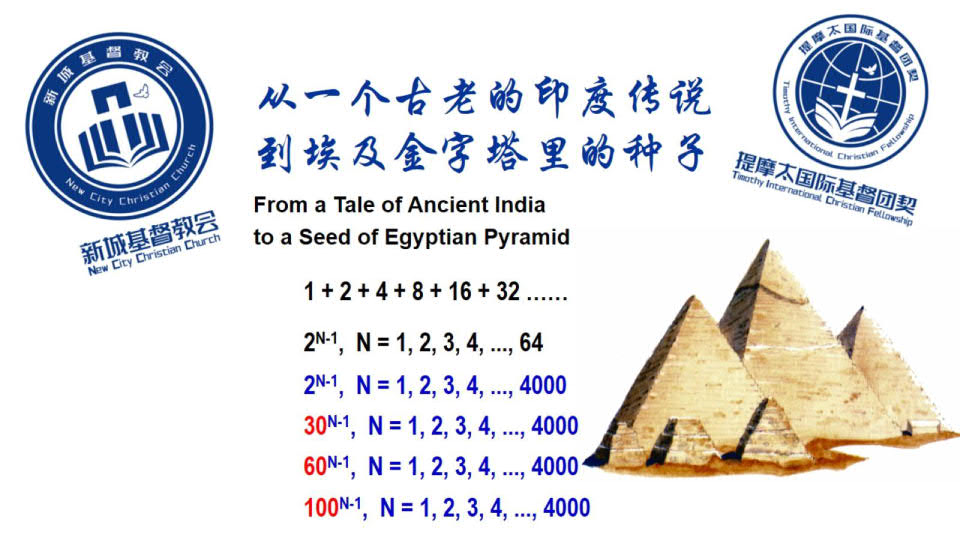 新城基督教会
New City Christian Church
新城基督教会
New City Christian Church
从一个古老的印度传说
到埃及金字塔里的种子
提摩太国际基督团契
Timothy International Christian Fellowship
提摩太国际基督团契
Timothy International Christian Fellowship
From a Tale of Ancient India
to a Seed of Egyptian Pyramid
1 + 2 + 4 + 8 + 16 + 32 ……
2ᴺ⁻¹, N = 1, 2, 3, 4, ..., 64
2ᴺ⁻¹, N = 1, 2, 3, 4, ..., 4000
30ᴺ⁻¹, N = 1, 2, 3, 4, ..., 4000
60ᴺ⁻¹, N = 1, 2, 3, 4, ..., 4000
100ᴺ⁻¹, N = 1, 2, 3, 4, ..., 4000